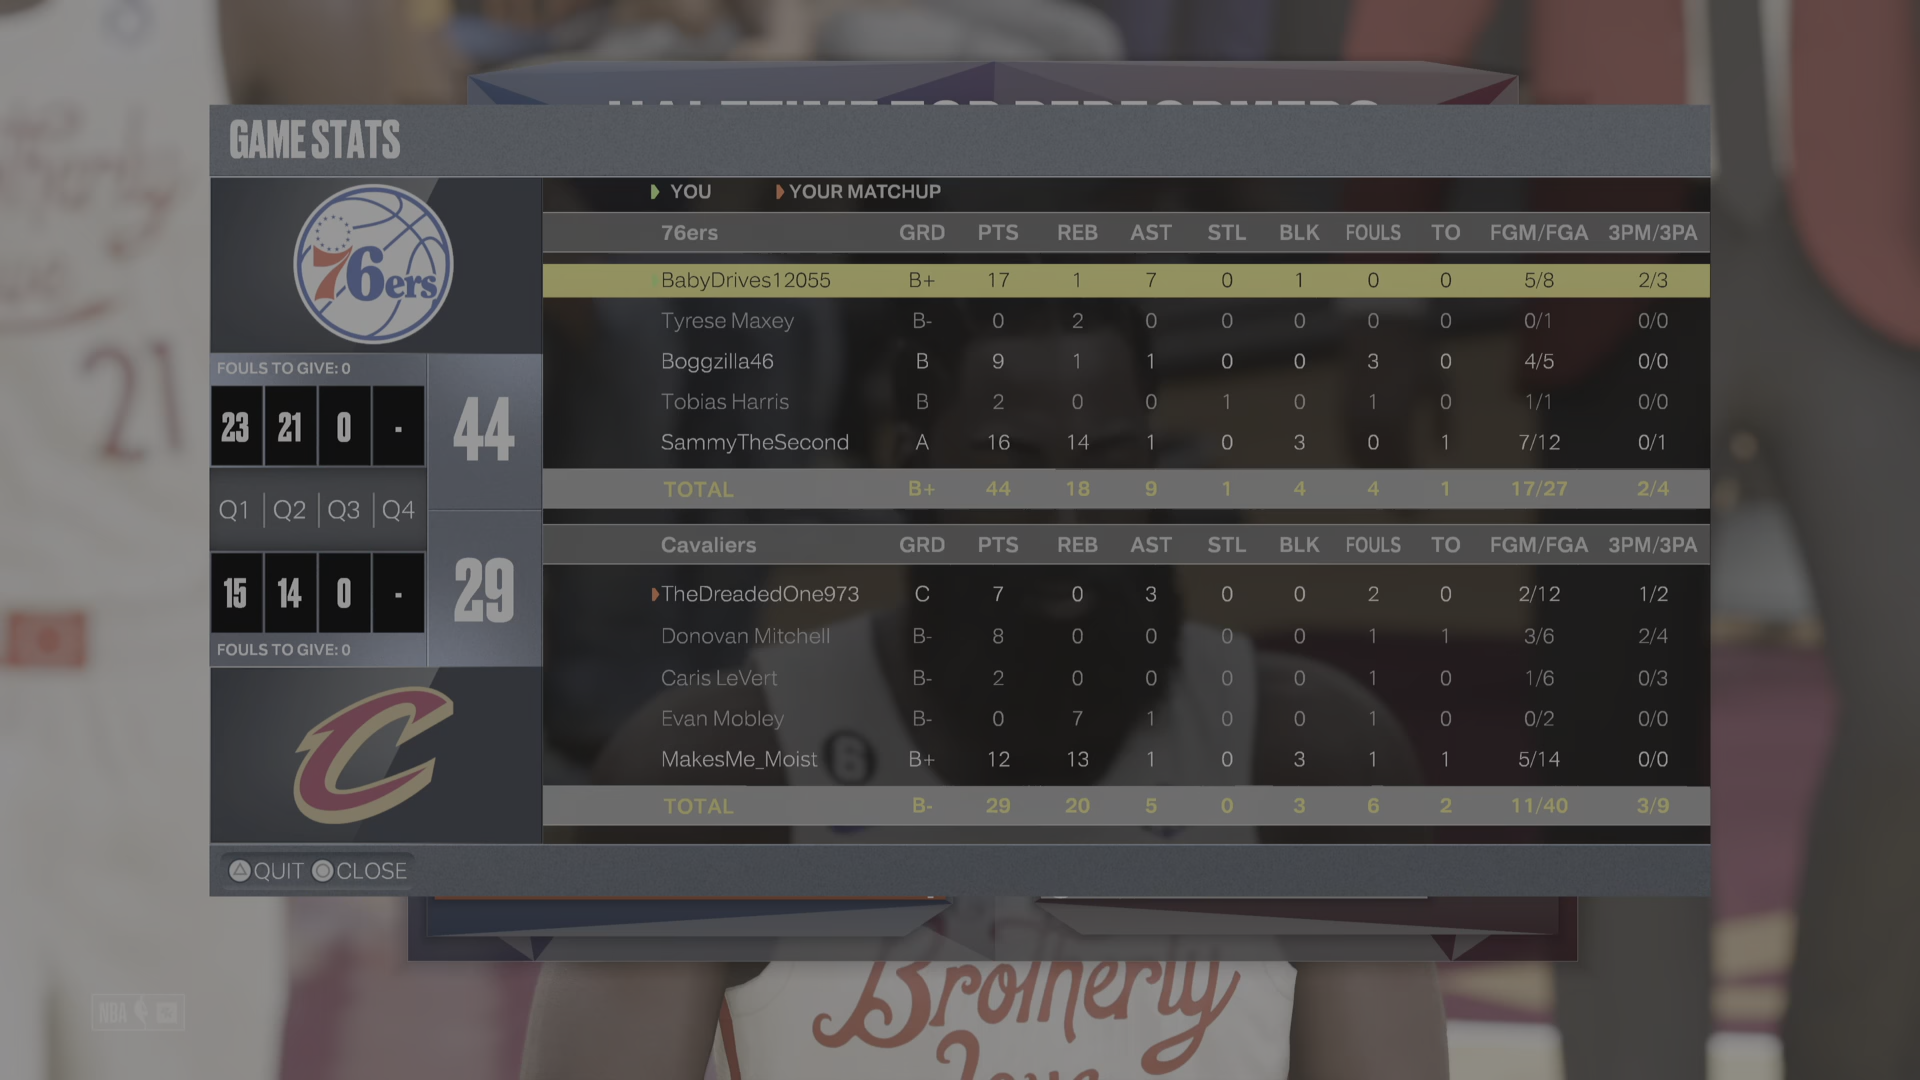 HALFTIME TOP PERFORMERS
GAME STATS
YOU YOUR MATCHUP
76ers GRD PTS REB AST STL BLK FOULS TO FGM/FGA 3PM/3PA
BabyDrives12055 B+ 17 1 7 0 1 0 0 5/8 2/3
Tyrese Maxey B- 0 2 0 0 0 0 0 0/1 0/0
Boggzilla46 B 9 1 1 0 0 3 0 4/5 0/0
Tobias Harris B 2 0 0 1 0 1 0 1/1 0/0
SammyTheSecond A 16 14 1 0 3 0 1 7/12 0/1
TOTAL B+ 44 18 9 1 4 4 1 17/27 2/4
Cavaliers GRD PTS REB AST STL BLK FOULS TO FGM/FGA 3PM/3PA
TheDreadedOne973 C 7 0 3 0 0 2 0 2/12 1/2
Donovan Mitchell B- 8 0 0 0 0 1 1 3/6 2/4
Caris LeVert B- 2 0 0 0 0 1 0 1/6 0/3
Evan Mobley B- 0 7 1 0 0 1 0 0/2 0/0
MakesMe_Moist B+ 12 13 1 0 3 1 1 5/14 0/0
TOTAL B- 29 20 5 0 3 6 2 11/40 3/9
76ers
FOULS TO GIVE: 0
23 21 0 - 44
Q1 Q2 Q3 Q4
15 14 0 - 29
FOULS TO GIVE: 0
C
QUIT CLOSE
21
6
NBA
Brotherly
Love